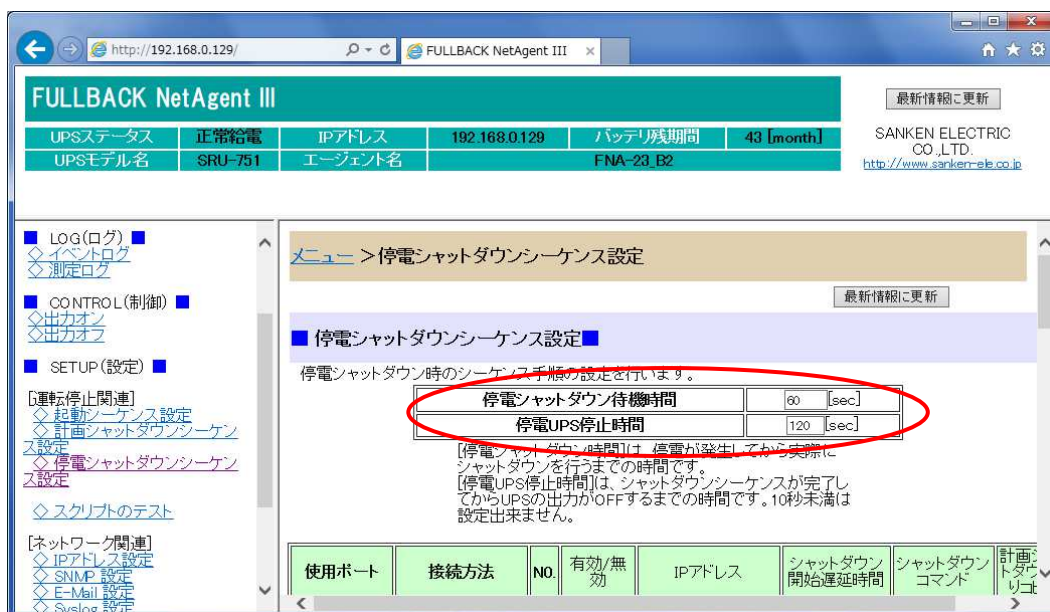 http://192.168.0.129/
FULLBACK NetAgent III
FULLBACK NetAgent III
最新情報に更新
UPSステータス 正常給電 IPアドレス 192.168.0.129 バッテリ残期間 43 [month]
UPSモデル名 SRU-751 エージェント名 FNA-23_B2
SANKEN ELECTRIC
CO.,LTD.
http://www.sanken-ele.co.jp
■ LOG(ログ) ■
◇ イベントログ
◇ 測定ログ
■ CONTROL(制御) ■
◇出力オン
◇出力オフ
■ SETUP(設定) ■
[運転停止関連]
◇ 起動シーケンス設定
◇ 計画シャットダウンシーケン
ス設定
◇ 停電シャットダウンシーケン
ス設定
◇ スクリプトのテスト
[ネットワーク関連]
◇ IPアドレス設定
◇ SNMP 設定
◇ E-Mail 設定
◇ Syslog 設定
メニュー >停電シャットダウンシーケンス設定
最新情報に更新
■ 停電シャットダウンシーケンス設定■
停電シャットダウン時のシーケンス手順の設定を行います。
停電シャットダウン待機時間 60 [sec]
停電UPS停止時間 120 [sec]
[停電シャットダウン時間]は、停電が発生してから実際に
シャットダウンを行うまでの時間です。
[停電UPS停止時間]は、シャットダウンシーケンスが完了し
てからUPSの出力がOFFするまでの時間です。10秒未満は
設定出来ません。
使用ポート 接続方法 NO. 有効/無
効 IPアドレス シャットダウン
開始遅延時間 シャットダウン
コマンド